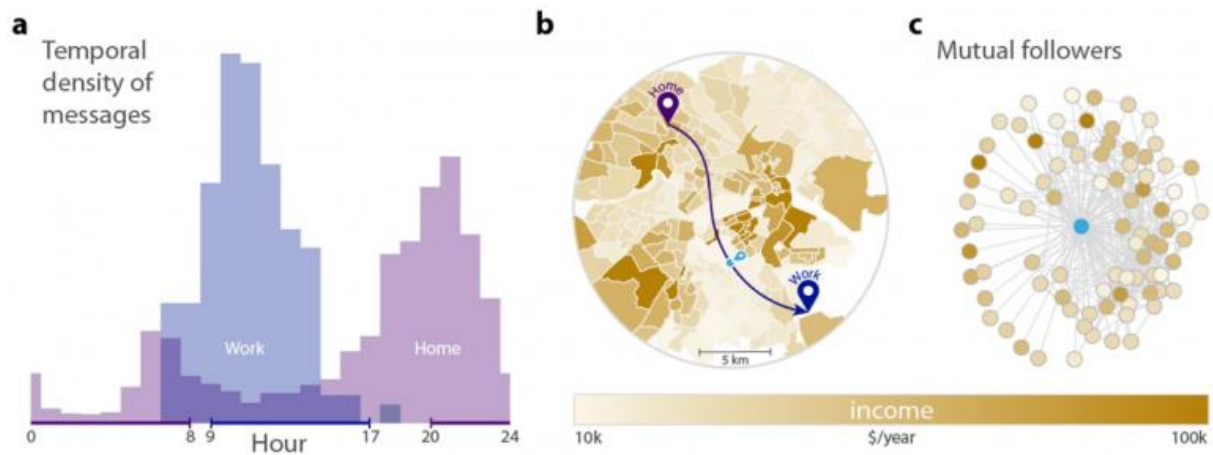 a
Temporal
density of
messages
Work
Home
0
8
9
17
20
24
Hour
b
Home
Work
5 km
c
Mutual followers
income
10k
$/year
100k